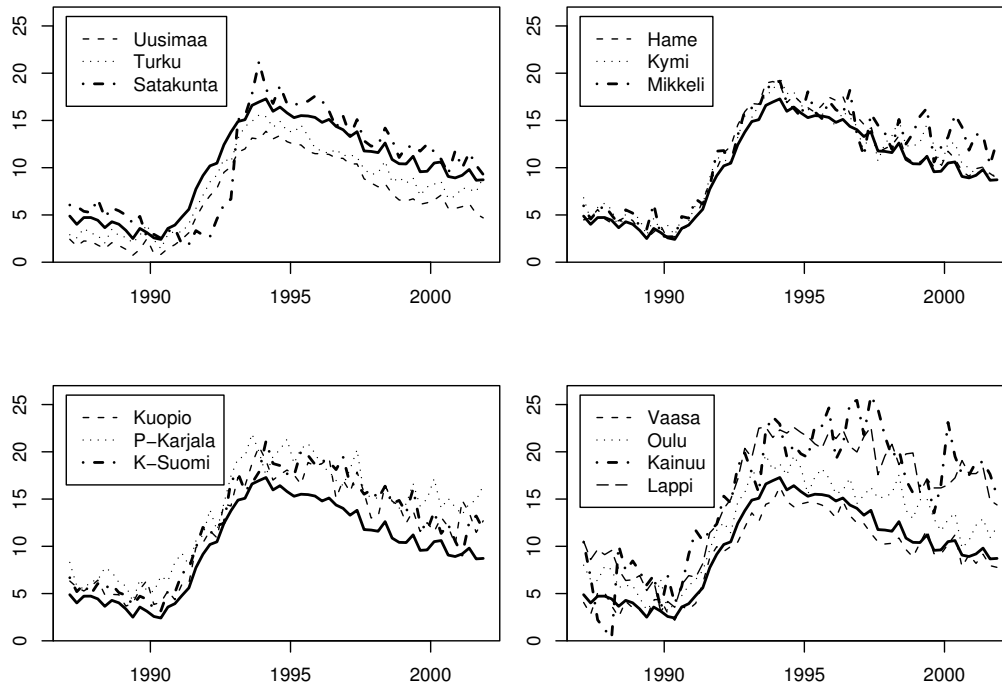 Uusimaa
Turku
Satakunta
0 5 10 15 20 25
1990 1995 2000
Hame
Kymi
Mikkeli
0 5 10 15 20 25
1990 1995 2000
Kuopio
P−Karjala
K−Suomi
0 5 10 15 20 25
1990 1995 2000
Vaasa
Oulu
Kainuu
Lappi
0 5 10 15 20 25
1990 1995 2000